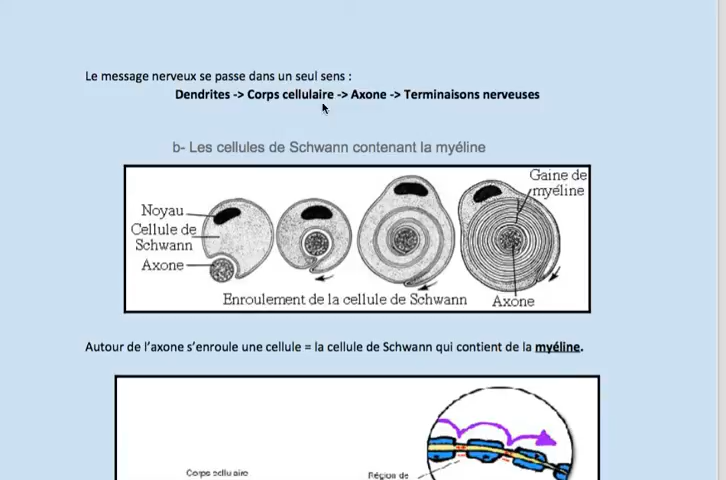 Le message nerveux se passe dans un seul sens :
Dendrites -> Corps cellulaire -> Axone -> Terminaisons nerveuses
b- Les cellules de Schwann contenant la myéline
Gaine de
myéline
Noyau
Cellule de
Schwann
Axone
Enroulement de la cellule de Schwann
Axone
Autour de l'axone s'enroule une cellule = la cellule de Schwann qui contient de la myéline.
Corps cellulaire
Région de